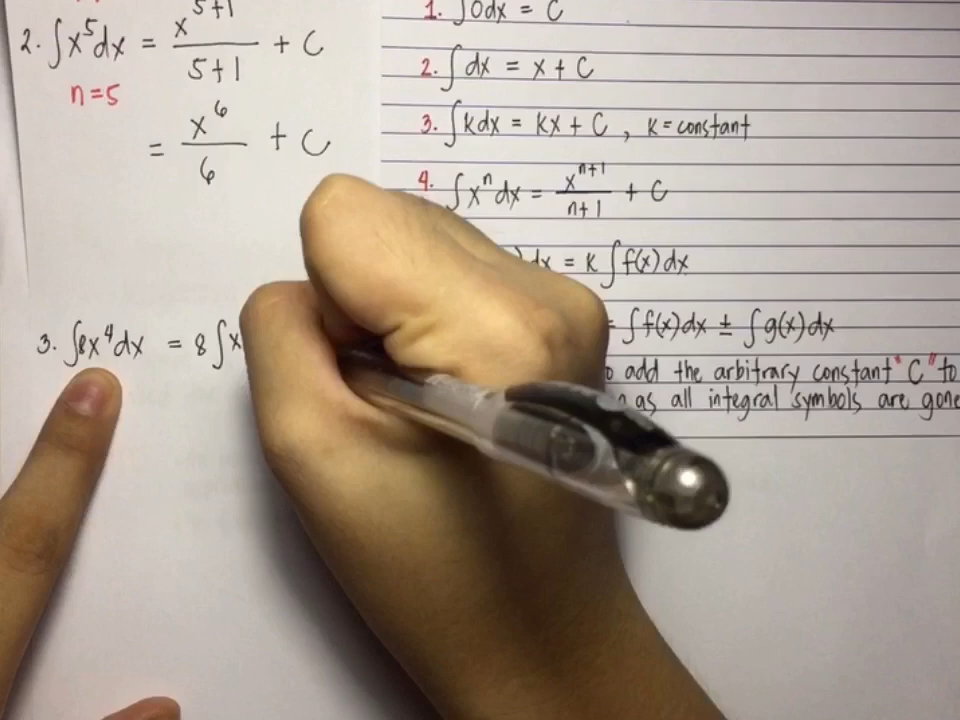 2. ∫x⁵dx = x⁵⁺¹/5+1 + C
n=5
= x⁶/6 + C
3. ∫8x⁴dx = 8∫x
1. ∫0dx = C
2. ∫dx = x + C
3. ∫kdx = kx + C , k = constant
4. ∫xⁿdx = xⁿ⁺¹/n+1 + C
)dx = k∫f(x)dx
= ∫f(x)dx ± ∫g(x)dx
add the arbitrary constant "C" to
as all integral symbols are gone